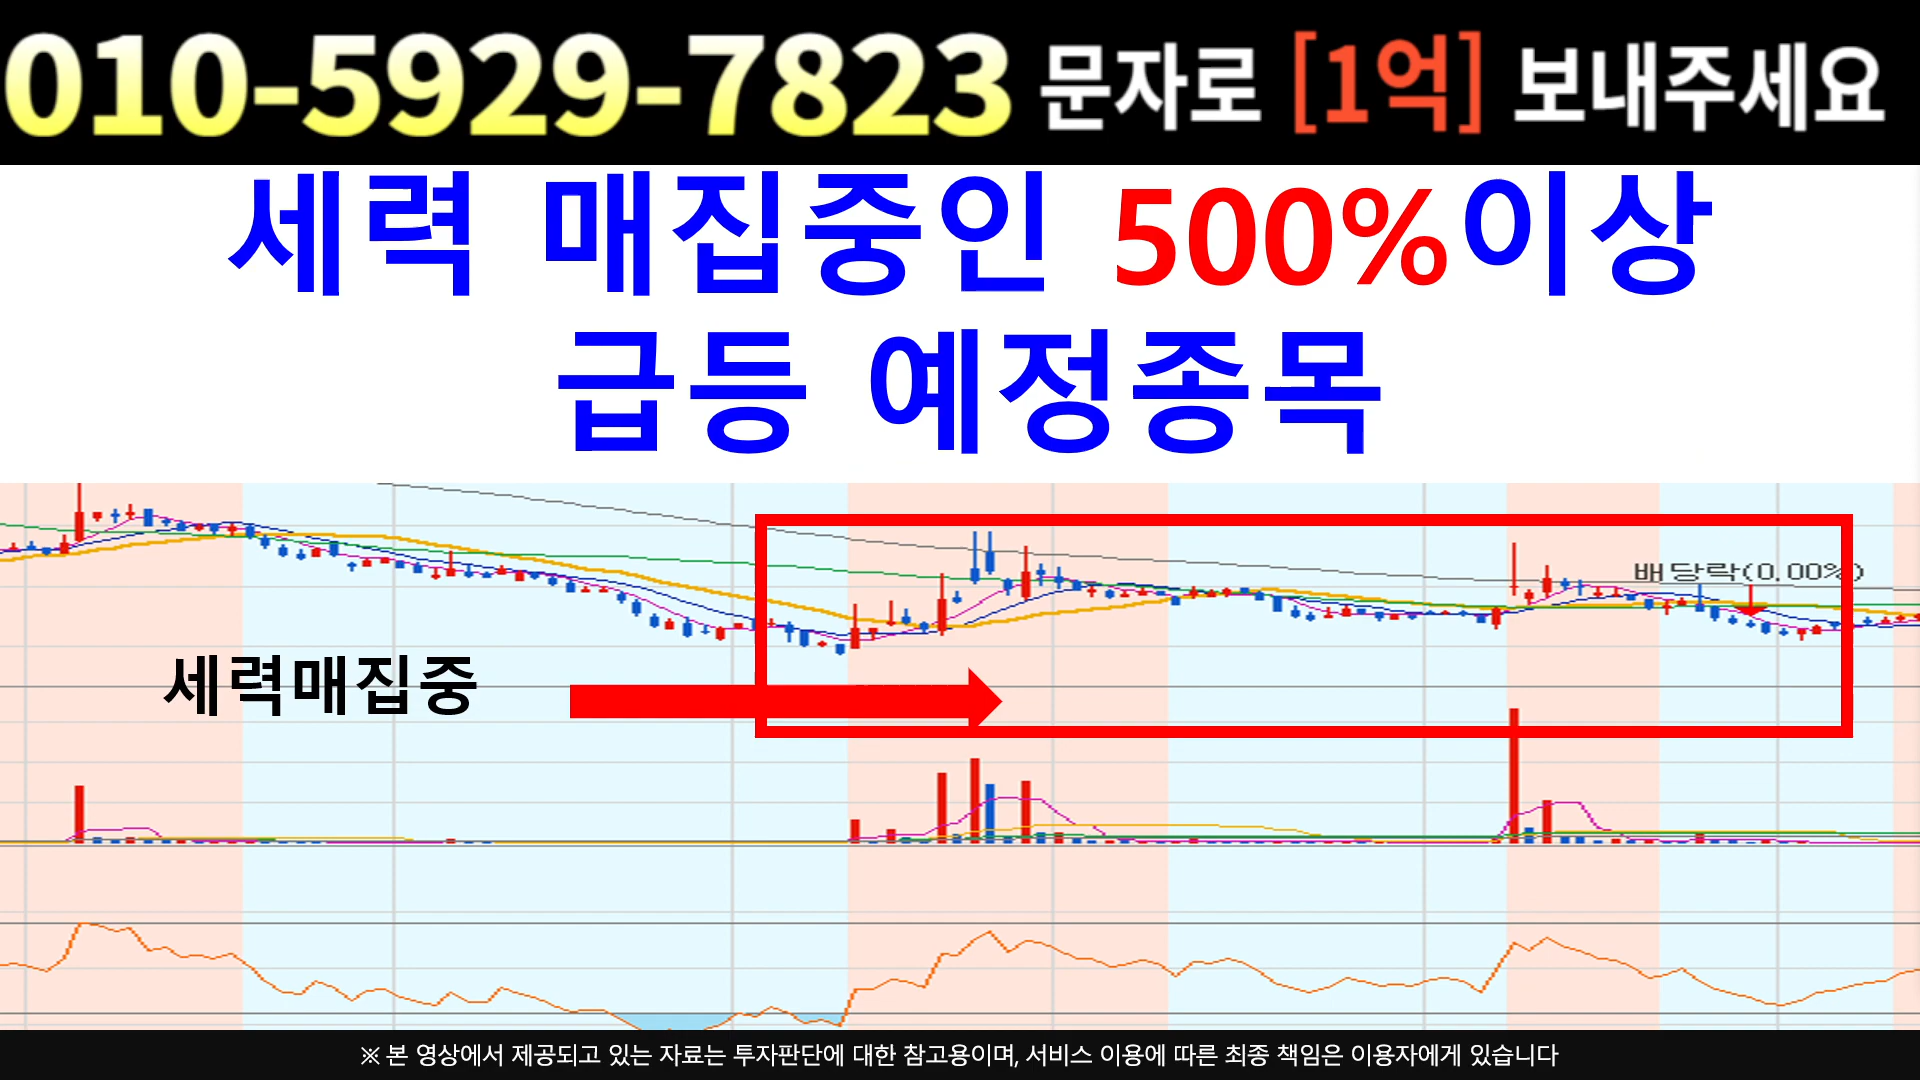 010-5929-7823 문자로 [1억] 보내주세요
세력 매집중인 500%이상
급등 예정종목
배당락(0.00%)
세력매집중
※ 본 영상에서 제공되고 있는 자료는 투자판단에 대한 참고용이며, 서비스 이용에 따른 최종 책임은 이용자에게 있습니다